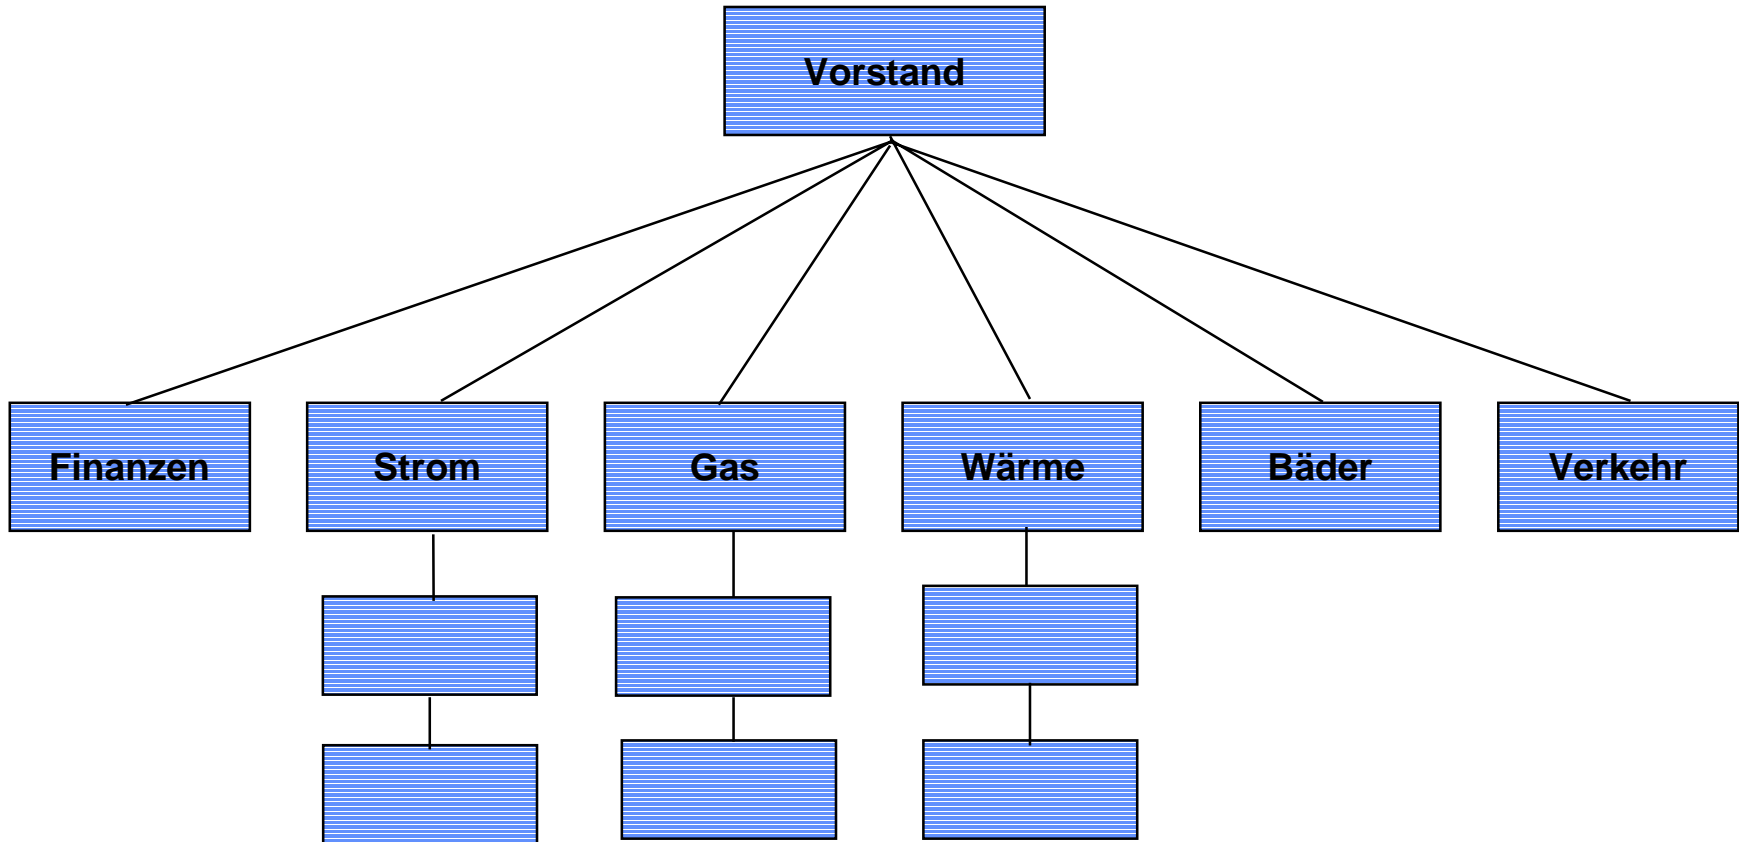 Vorstand
Finanzen
Strom
Gas
Wärme
Bäder
Verkehr